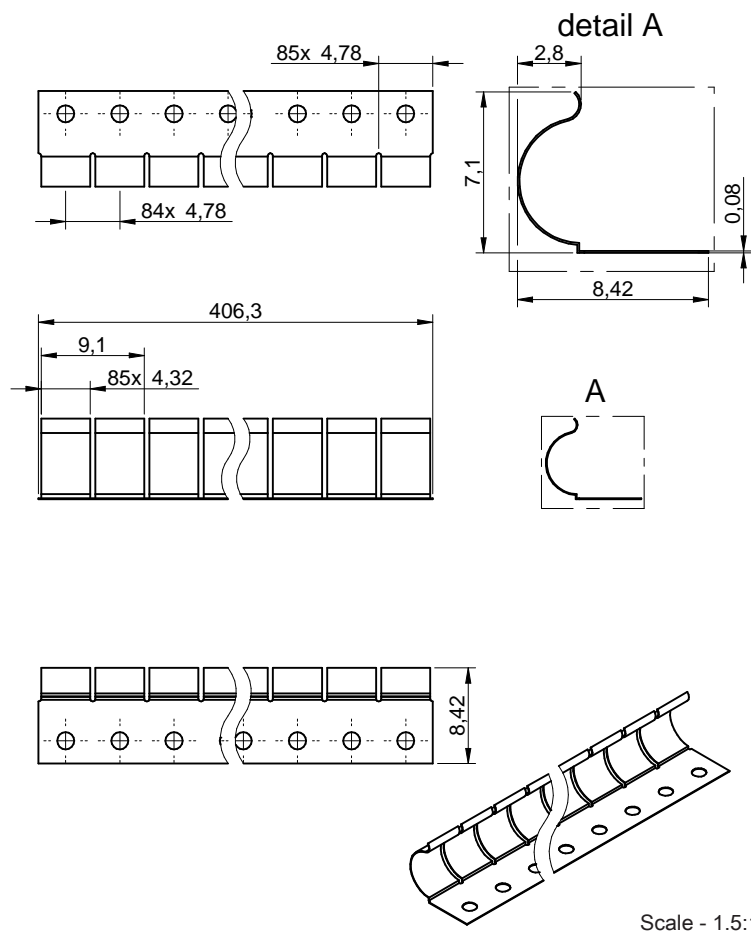 detail A
85x 4,78
2,8
7,1
0,08
84x 4,78
8,42
406,3
9,1
85x 4,32
A
8,42
Scale - 1.5: